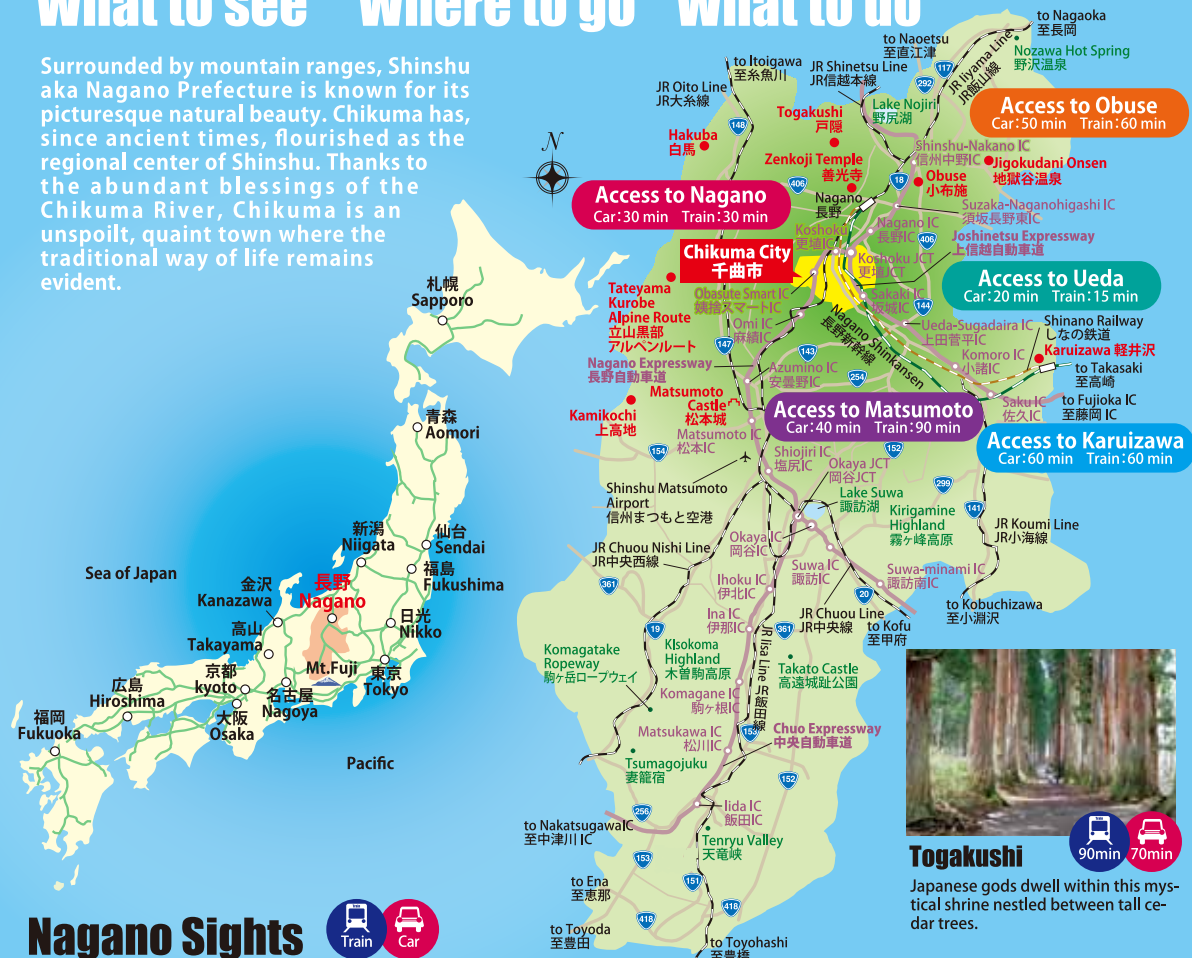 What to see Where to go What to do
Surrounded by mountain ranges, Shinshu
aka Nagano Prefecture is known for its
picturesque natural beauty. Chikuma has,
since ancient times, flourished as the
regional center of Shinshu. Thanks to
the abundant blessings of the
Chikuma River, Chikuma is an
unspoilt, quaint town where the
traditional way of life remains
evident.
N
札幌
Sapporo
青森
Aomori
新潟
Niigata
仙台
Sendai
福島
Fukushima
Sea of Japan
金沢
Kanazawa
長野
Nagano
日光
Nikko
高山
Takayama
Mt.Fuji
東京
Tokyo
京都
kyoto
名古屋
Nagoya
広島
Hiroshima
大阪
Osaka
福岡
Fukuoka
Pacific
to Nagaoka
至長岡
to Naoetsu
至直江津
Nozawa Hot Spring
野沢温泉
JR Iiyama Line
JR飯山線
117
292
to Itoigawa
至糸魚川
JR Shinetsu Line
JR信越本線
JR Oito Line
JR大糸線
Lake Nojiri
野尻湖
Access to Obuse
Car:50 min Train:60 min
148
Togakushi
戸隠
Hakuba
白馬
Shinshu-Nakano IC
信州中野IC
Zenkoji Temple
善光寺
Jigokudani Onsen
地獄谷温泉
18
Obuse
小布施
406
Access to Nagano
Car:30 min Train:30 min
Nagano
長野
Suzaka-Naganohigashi IC
須坂長野東IC
Nagano IC
長野IC
406
Koshoku
更埴IC
Joshinetsu Expressway
上信越自動車道
Chikuma City
千曲市
Koshoku JCT
更埴JCT
Access to Ueda
Car:20 min Train:15 min
Tateyama
Kurobe
Alpine Route
立山黒部
アルペンルート
Obasute Smart IC
姨捨スマートIC
Sakaki IC
坂城IC
144
Omi IC
麻績IC
Nagano Shinkansen
長野新幹線
Ueda-Sugadaira IC
上田菅平IC
Shinano Railway
しなの鉄道
147
143
Karuizawa 軽井沢
Nagano Expressway
長野自動車道
Komoro IC
小諸IC
to Takasaki
至高崎
Azumino IC
安曇野IC
254
Matsumoto
Castle
松本城
Saku IC
佐久IC
to Fujioka IC
至藤岡 IC
Kamikochi
上高地
Access to Matsumoto
Car:40 min Train:90 min
Matsumoto IC
松本IC
Access to Karuizawa
Car:60 min Train:60 min
154
Shiojiri IC
塩尻IC
152
Okaya JCT
岡谷JCT
Shinshu Matsumoto
Airport
信州まつもと空港
Lake Suwa
諏訪湖
299
Kirigamine
Highland
霧ヶ峰高原
141
JR Koumi Line
JR小海線
Okaya IC
岡谷IC
JR Chuou Nishi Line
JR中央西線
Suwa IC
諏訪IC
Suwa-minami IC
諏訪南IC
361
Ihoku IC
伊北IC
20
to Kobuchizawa
至小淵沢
Ina IC
伊那IC
JR Chuou Line
JR中央線
to Kofu
至甲府
19
361
JR Iisa Line JR飯田線
Komagatake
Ropeway
駒ヶ岳ロープウェイ
KIsokoma
Highland
木曽駒高原
Takato Castle
高遠城趾公園
Komagane IC
駒ヶ根IC
Matsukawa IC
松川IC
153
Chuo Expressway
中央自動車道
Tsumagojuku
妻籠宿
152
Iida IC
飯田IC
256
to NakatsugawaIC
至中津川 IC
Tenryu Valley
天竜峡
153
to Ena
至恵那
151
418
418
to Toyoda
至豊田
to Toyohashi
至豊橋
Train
90min
70min
Togakushi
Japanese gods dwell within this mys-
tical shrine nestled between tall ce-
dar trees.
Nagano Sights
Train
Car